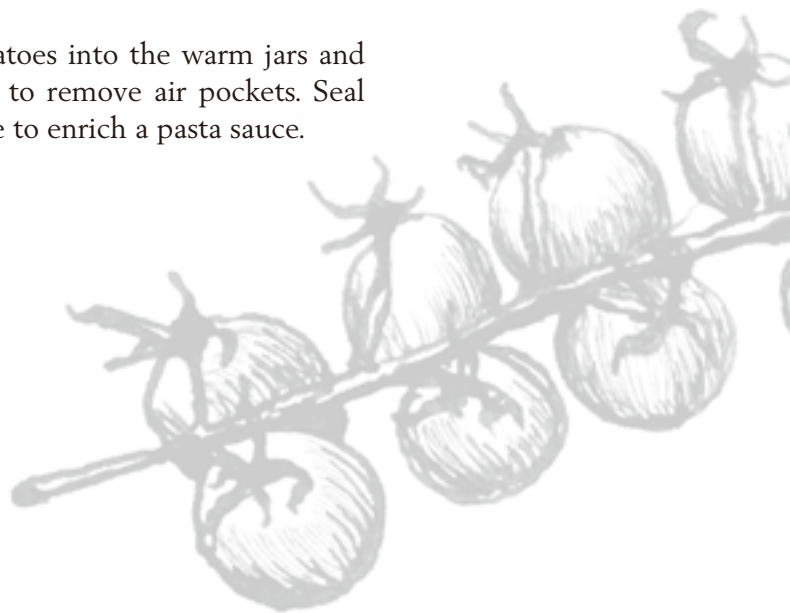 atoes into the warm jars and
to remove air pockets. Seal
e to enrich a pasta sauce.